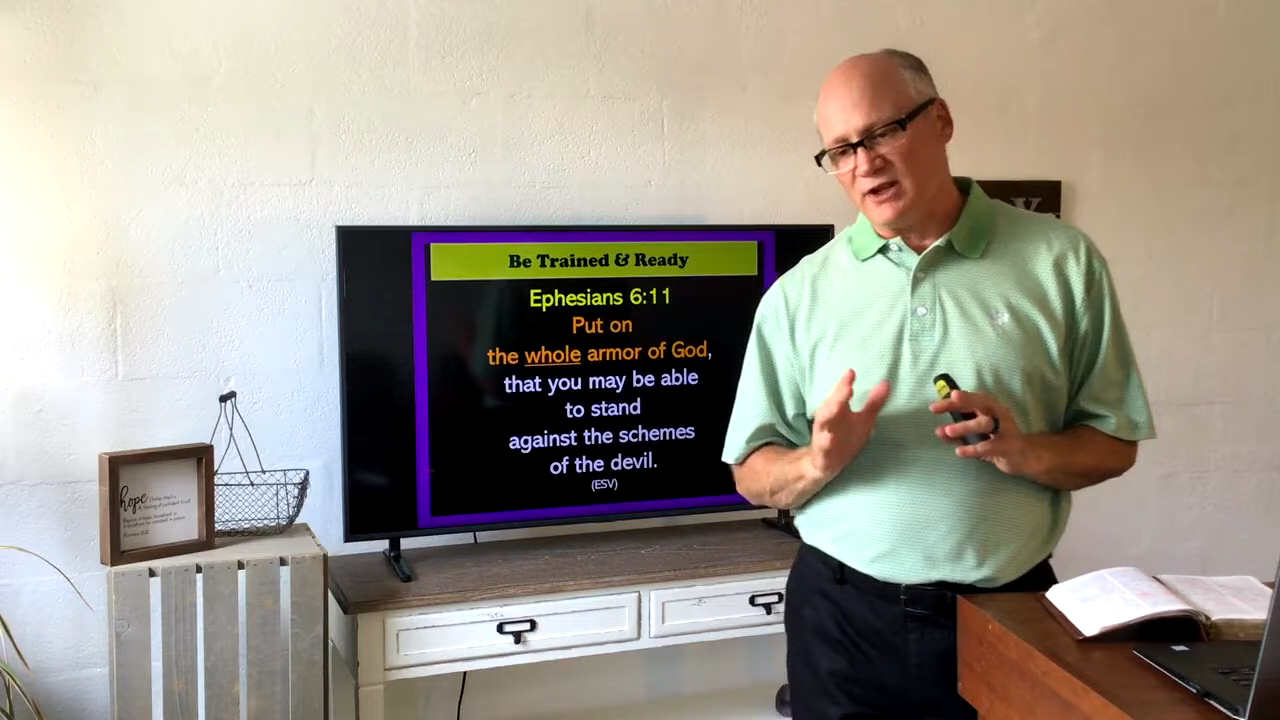 Be Trained & Ready
Ephesians 6:11
Put on
the whole armor of God,
that you may be able
to stand
against the schemes
of the devil.
(ESV)
hope